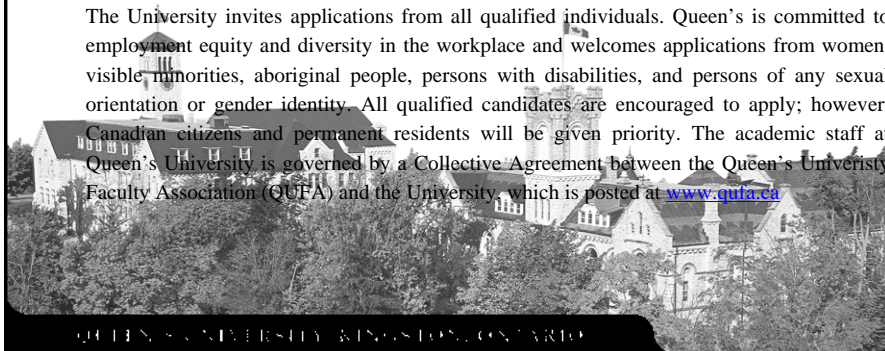 The University invites applications from all qualified individuals. Queen’s is committed to
employment equity and diversity in the workplace and welcomes applications from women
visible minorities, aboriginal people, persons with disabilities, and persons of any sexual
orientation or gender identity. All qualified candidates are encouraged to apply; however
Canadian citizens and permanent residents will be given priority. The academic staff at
Queen’s University is governed by a Collective Agreement between the Queen’s Univeristy
Faculty Association (QUFA) and the University, which is posted at www.qufa.ca
QUEEN'S UNIVERSITY KINGSTON, ONTARIO